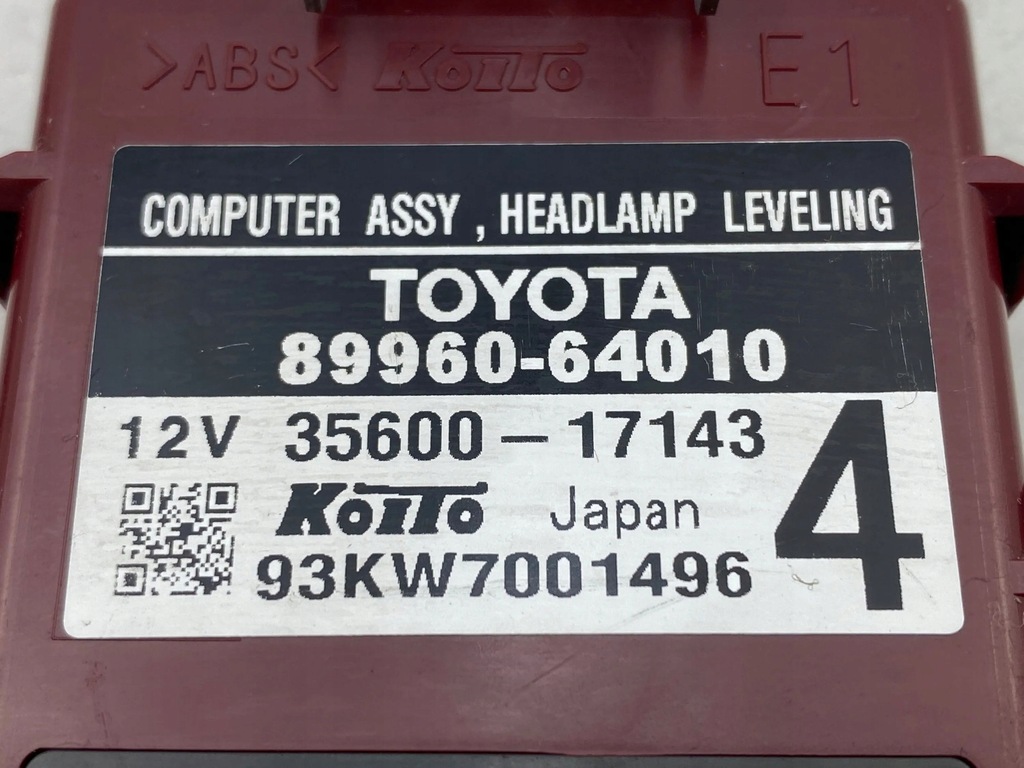 >ABS< KOITO E1
COMPUTER ASSY , HEADLAMP LEVELING
TOYOTA
89960-64010
12V 35600-17143
4
KOITO Japan
93KW7001496